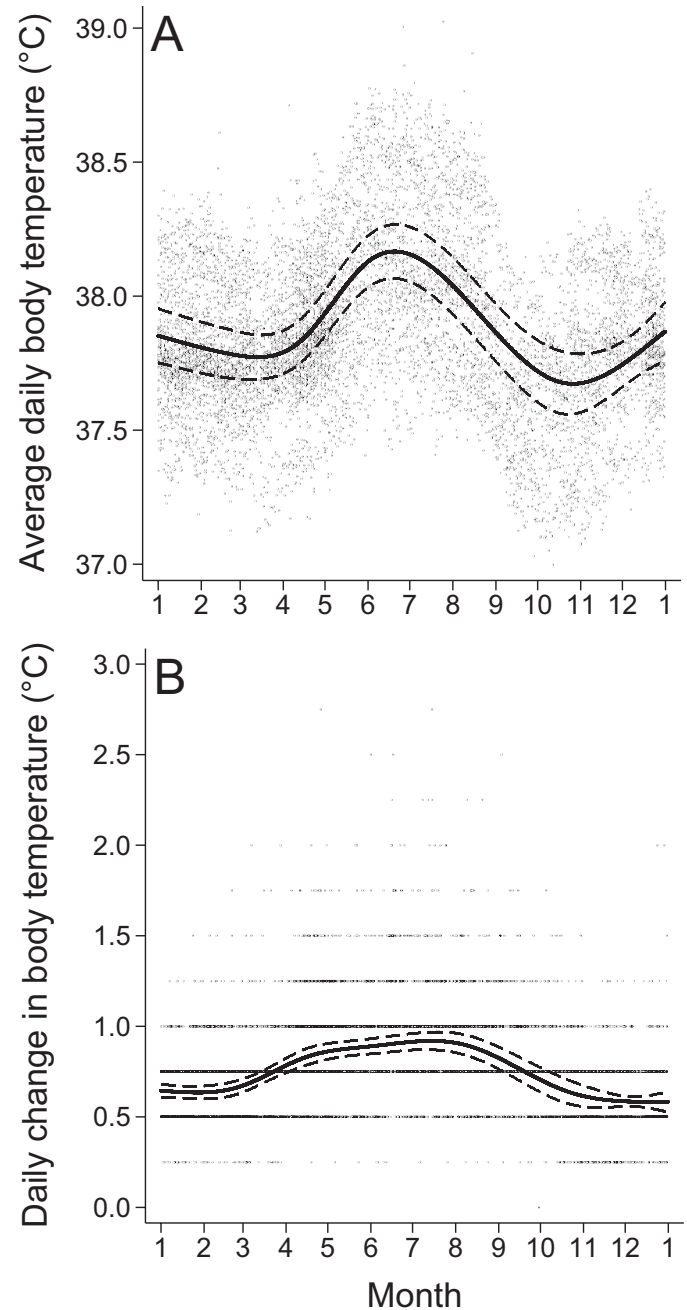 A
Average daily body temperature (°C)
39.0
38.5
38.0
37.5
37.0
1 2 3 4 5 6 7 8 9 10 11 12 1
B
Daily change in body temperature (°C)
3.0
2.5
2.0
1.5
1.0
0.5
0.0
1 2 3 4 5 6 7 8 9 10 11 12 1
Month